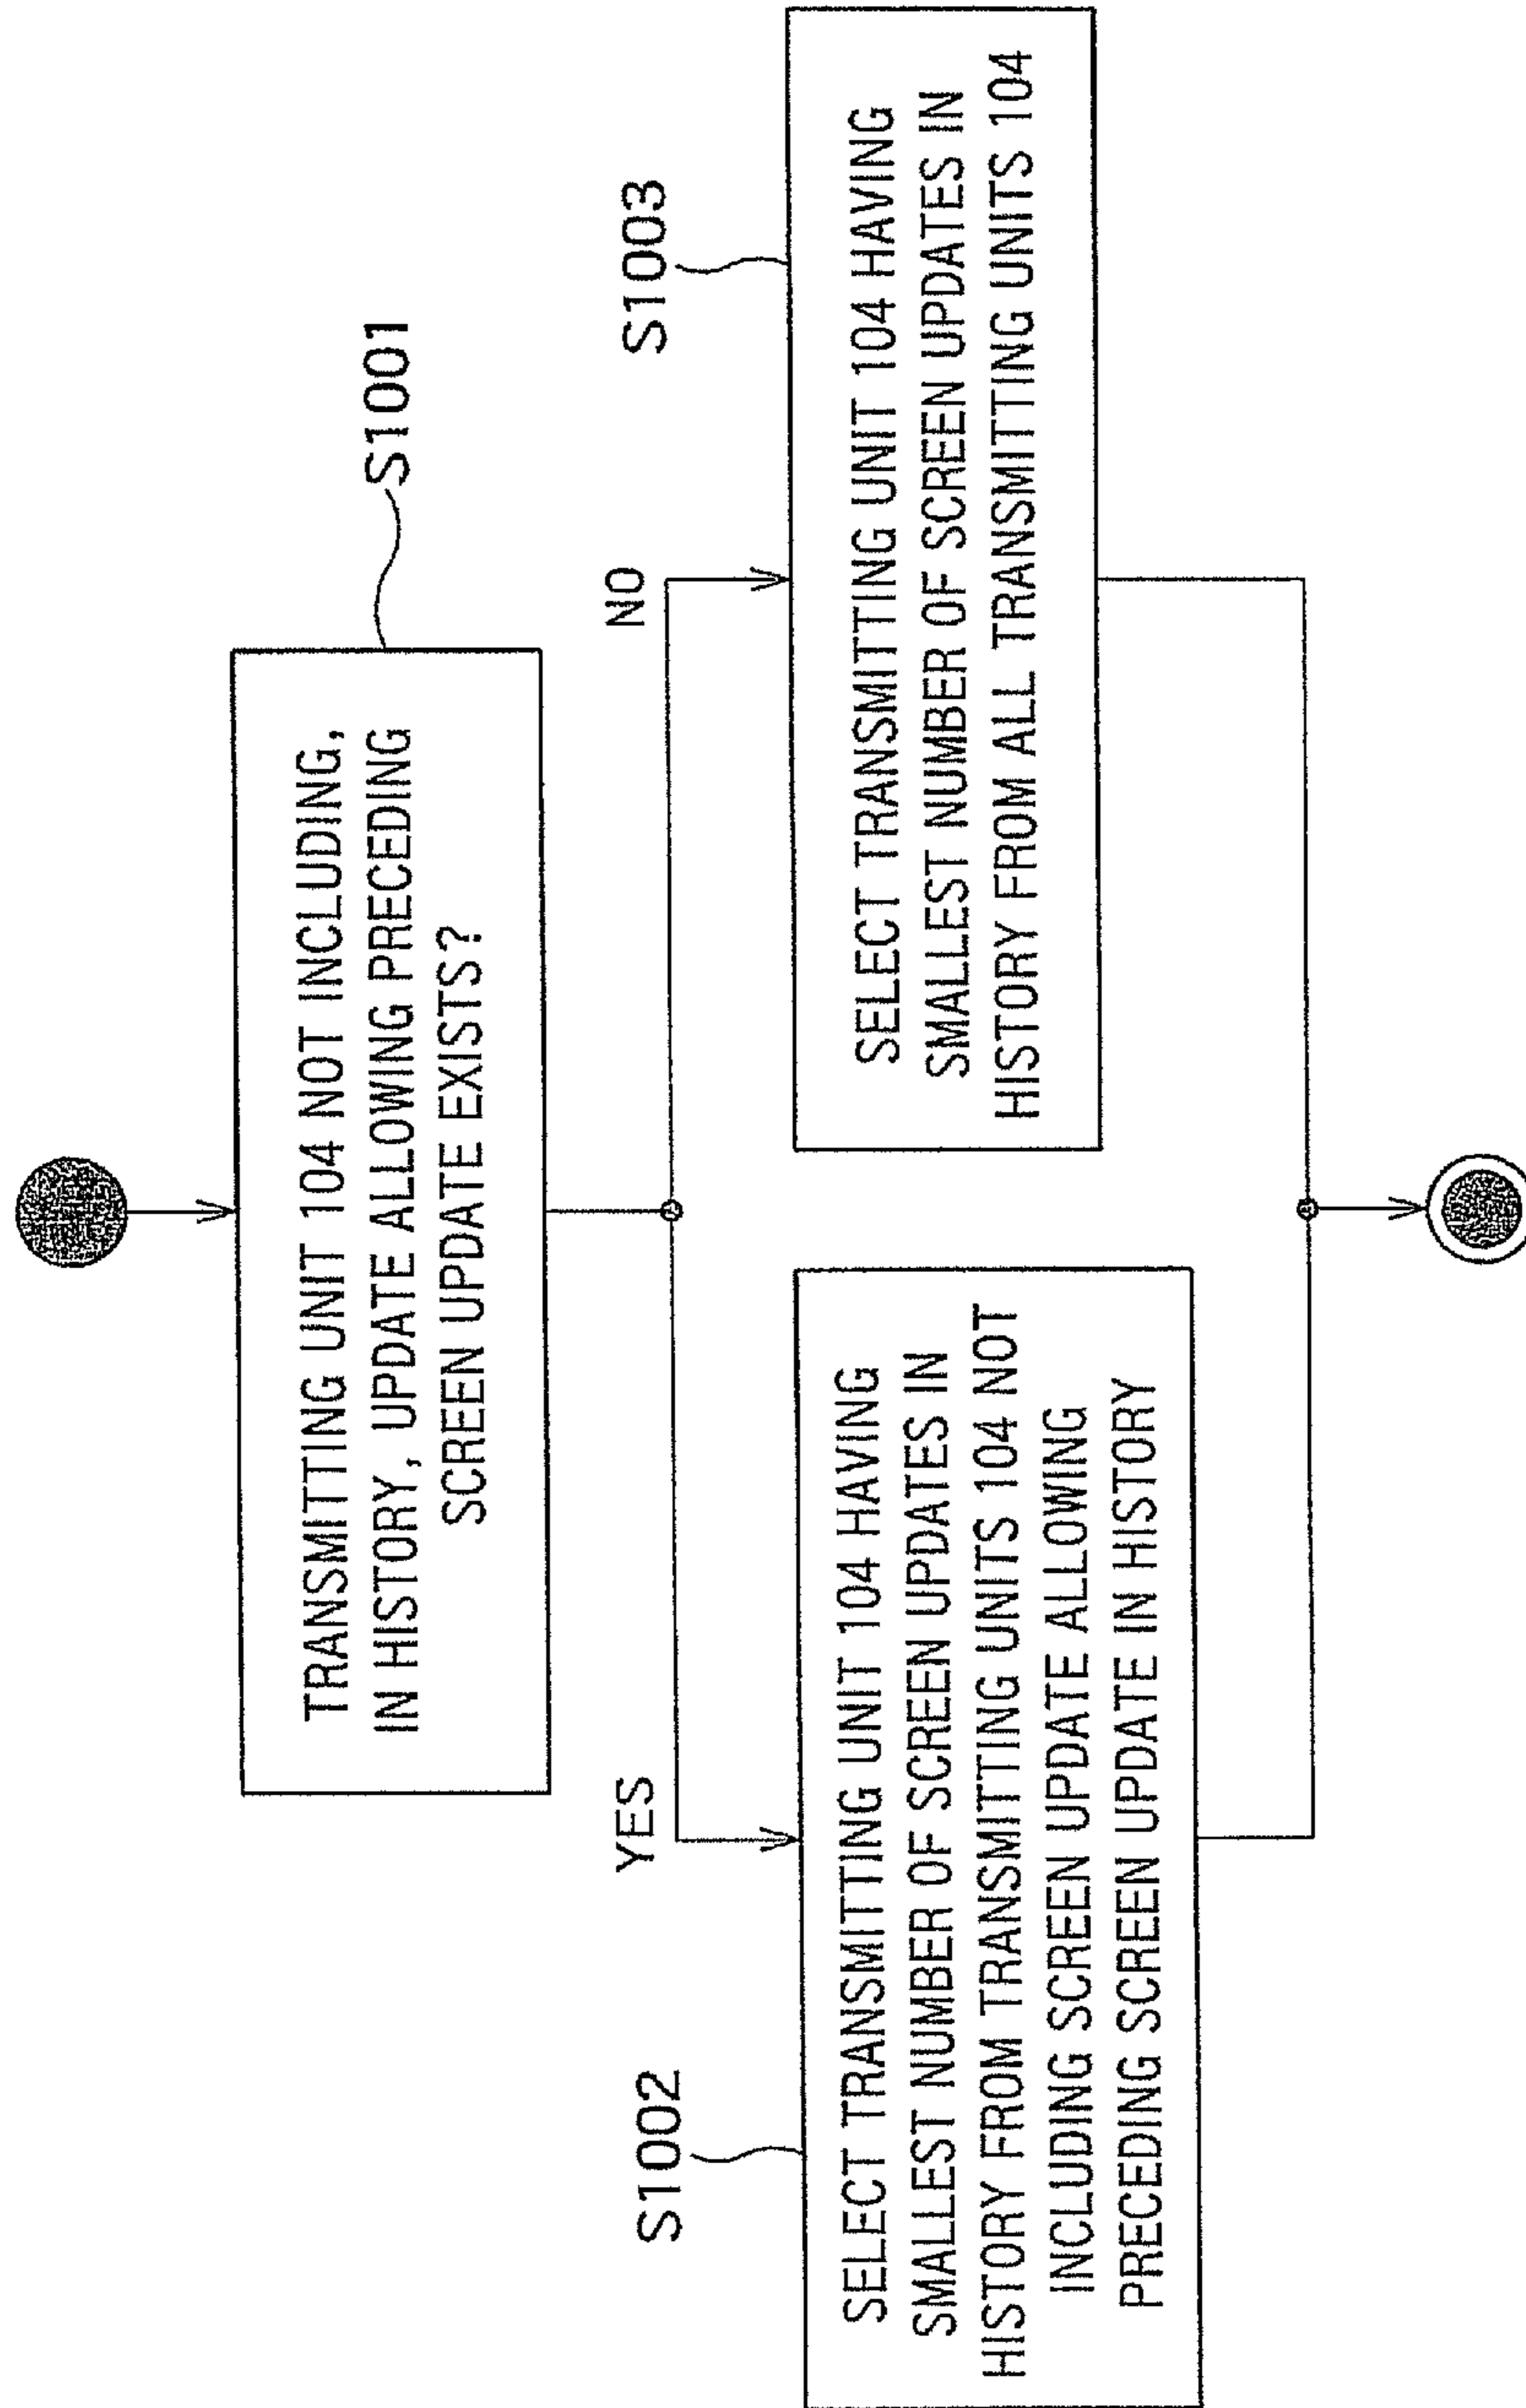 S1001
TRANSMITTING UNIT 104 NOT INCLUDING,
IN HISTORY, UPDATE ALLOWING PRECEDING
SCREEN UPDATE EXISTS?
YES
NO
S1002
SELECT TRANSMITTING UNIT 104 HAVING
SMALLEST NUMBER OF SCREEN UPDATES IN
HISTORY FROM TRANSMITTING UNITS 104 NOT
INCLUDING SCREEN UPDATE ALLOWING
PRECEDING SCREEN UPDATE IN HISTORY
S1003
SELECT TRANSMITTING UNIT 104 HAVING
SMALLEST NUMBER OF SCREEN UPDATES IN
HISTORY FROM ALL TRANSMITTING UNITS 104